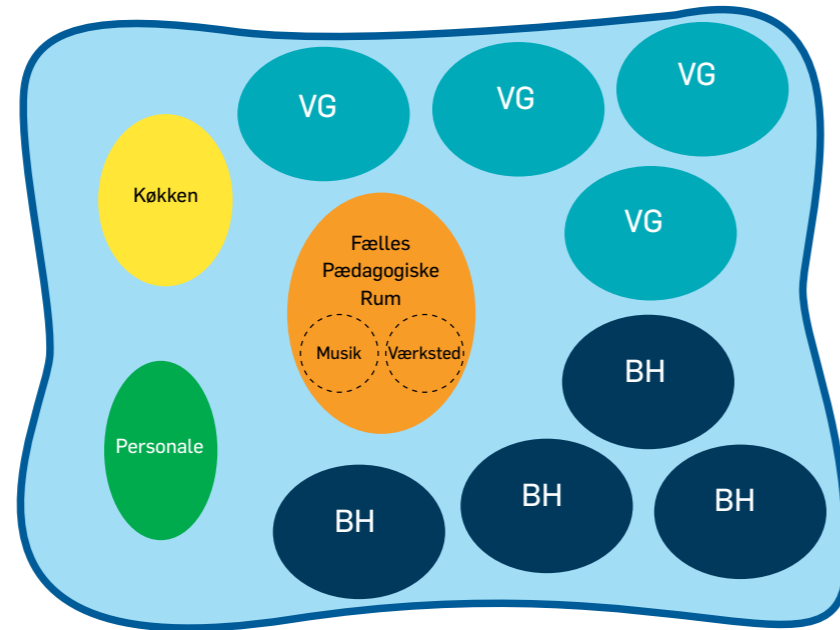 VG
VG
VG
Køkken
VG
Fælles
Pædagogiske
Rum
Musik
Værksted
BH
Personale
BH
BH
BH